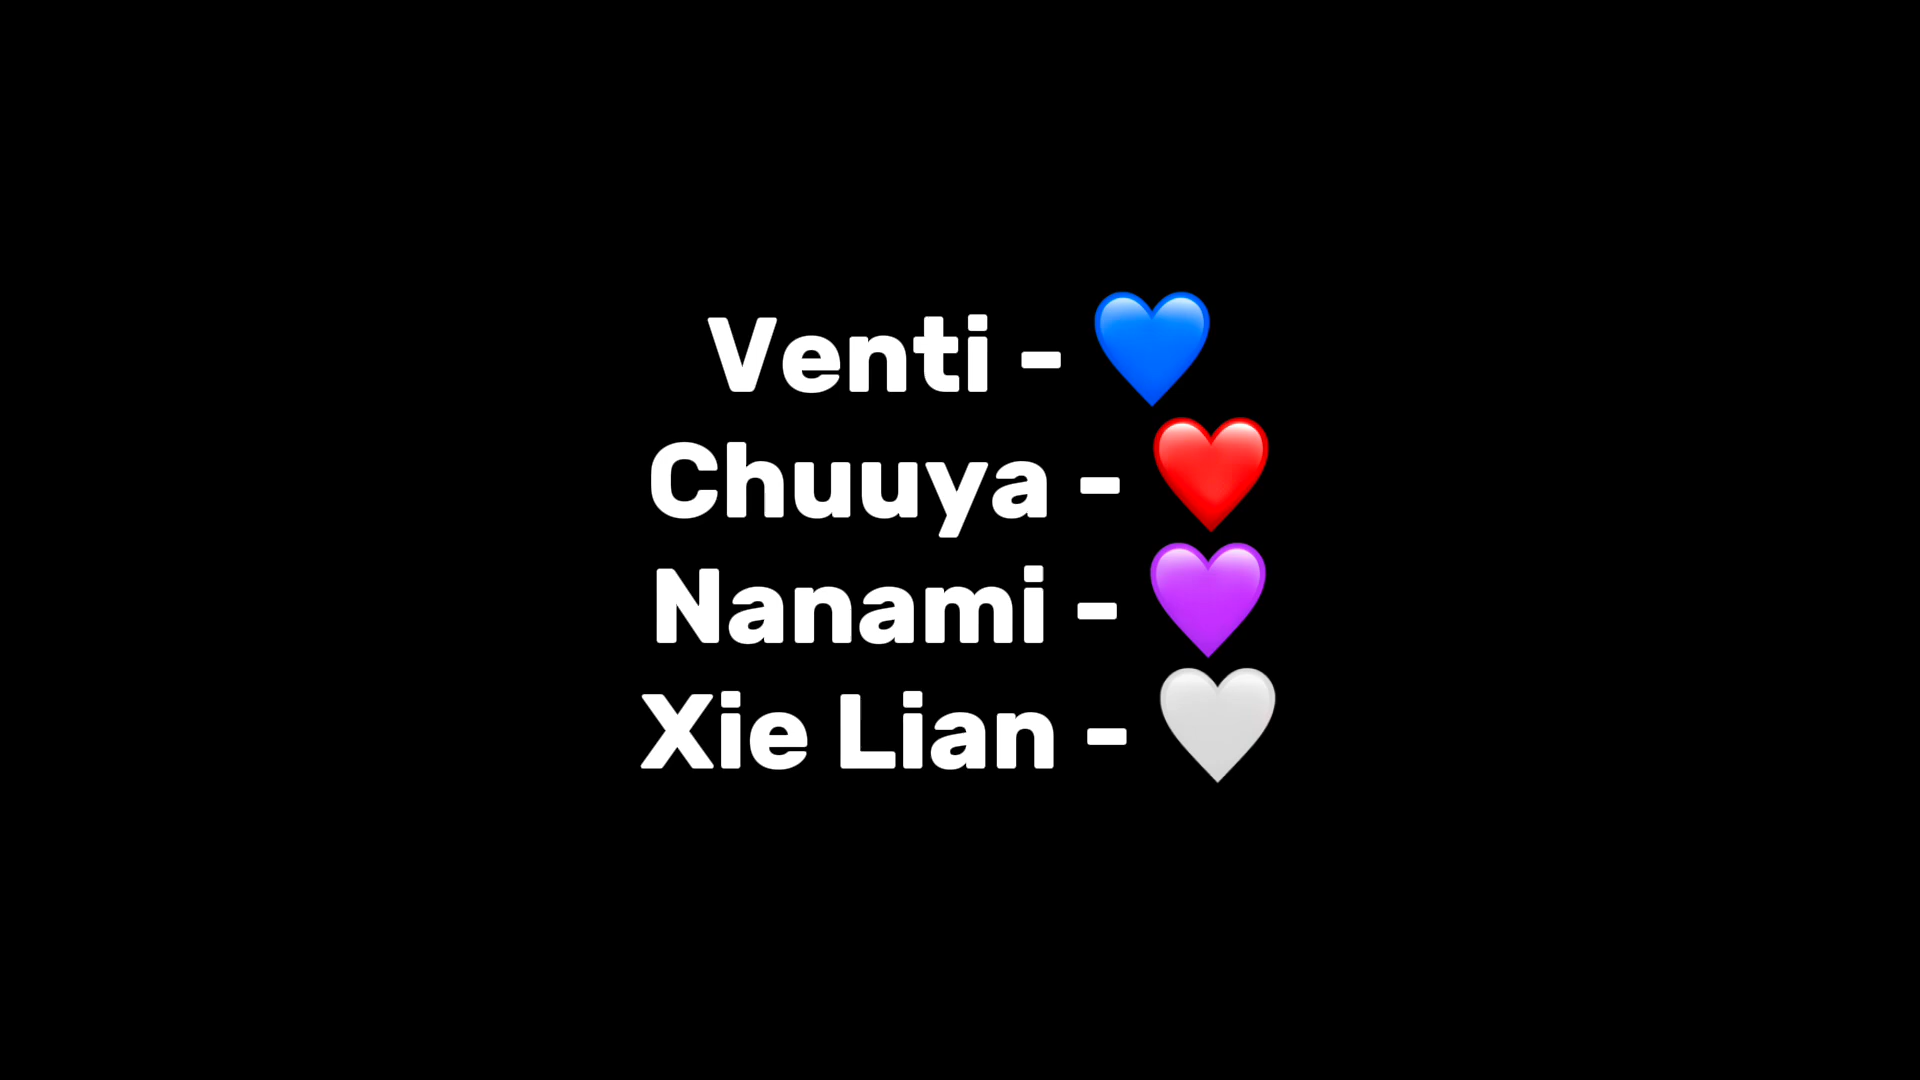 Venti - 💙
Chuuya - ❤️
Nanami - 💜
Xie Lian - 🤍